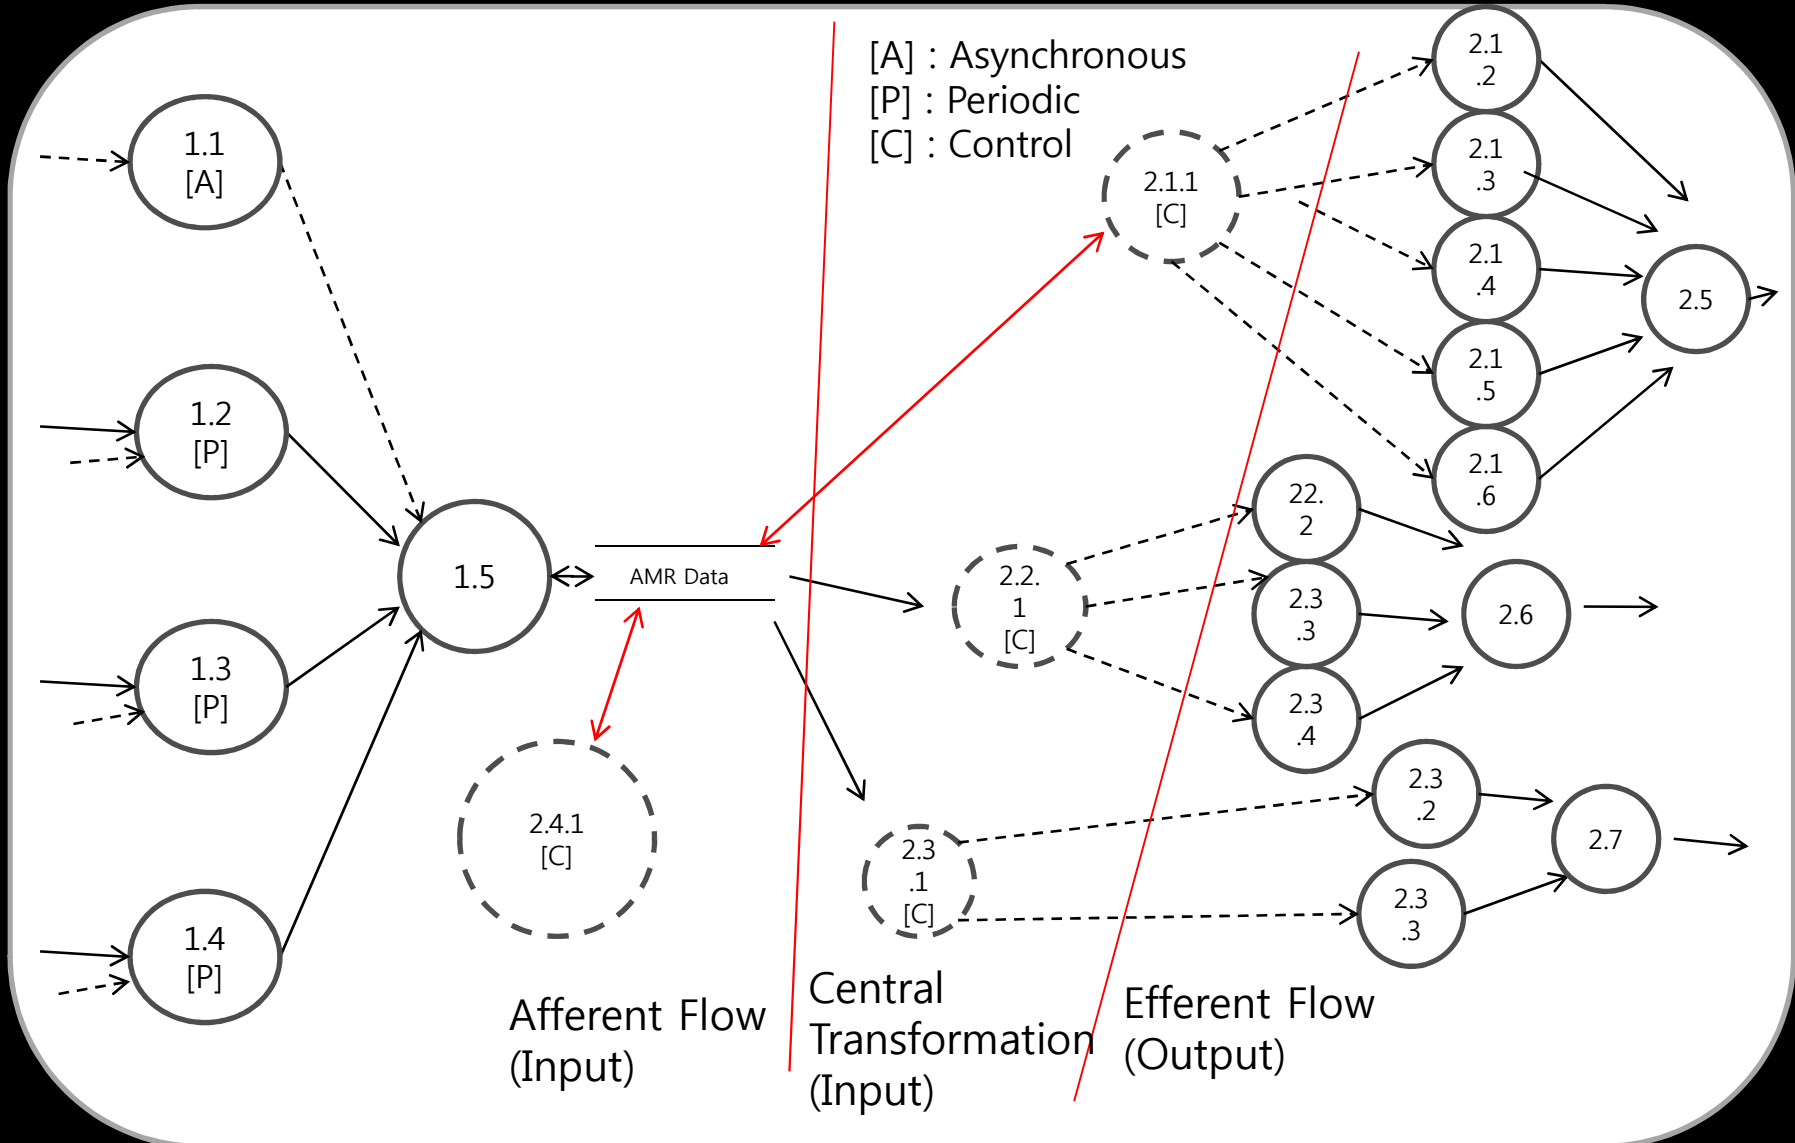 [A] : Asynchronous
[P] : Periodic
[C] : Control
1.1
[A]
1.2
[P]
1.3
[P]
1.4
[P]
1.5
AMR Data
2.4.1
[C]
2.1.1
[C]
2.2.
1
[C]
2.3
.1
[C]
2.1
.2
2.1
.3
2.1
.4
2.1
.5
2.1
.6
2.5
22.
2
2.3
.3
2.3
.4
2.6
2.3
.2
2.3
.3
2.7
Afferent Flow
(Input)
Central
Transformation
(Input)
Efferent Flow
(Output)